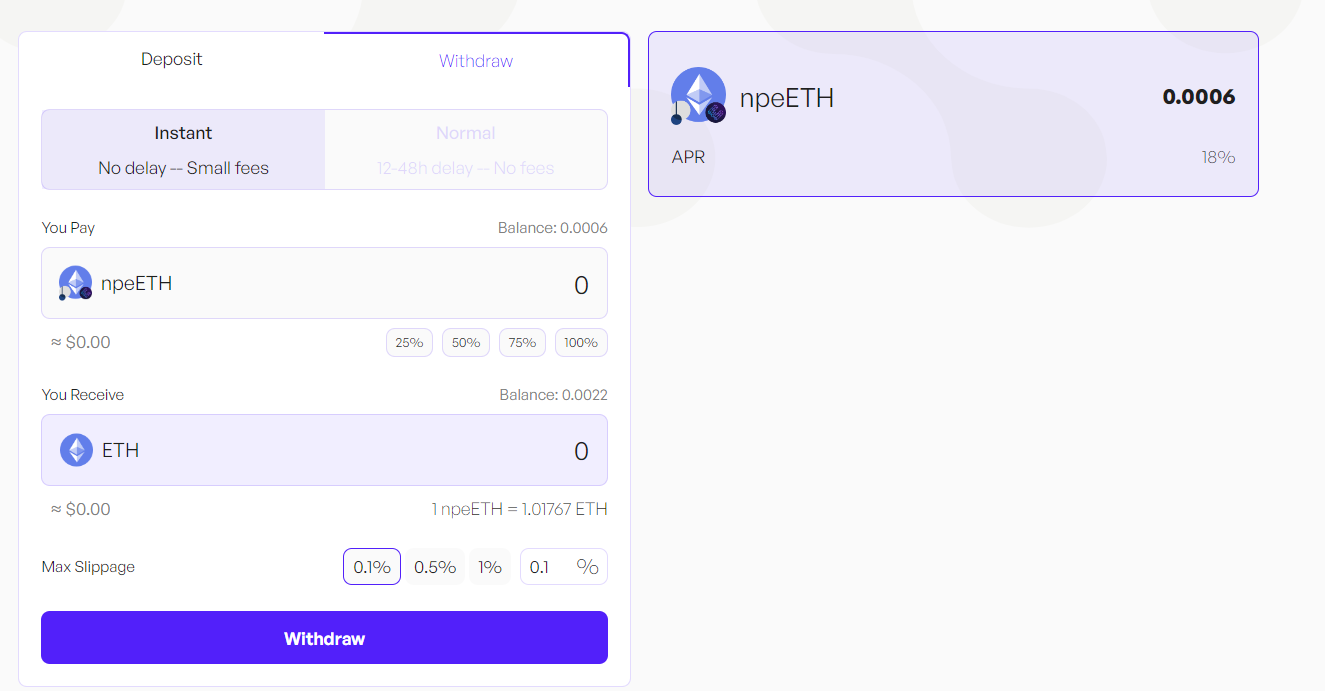 Deposit
Withdraw
Instant
No delay -- Small fees
Normal
12-48h delay -- No fees
You Pay
Balance: 0.0006
npeETH
0
≈ $0.00
25%
50%
75%
100%
You Receive
Balance: 0.0022
ETH
0
≈ $0.00
1 npeETH = 1.01767 ETH
Max Slippage
0.1%
0.5%
1%
0.1 %
Withdraw
npeETH
0.0006
APR
18%